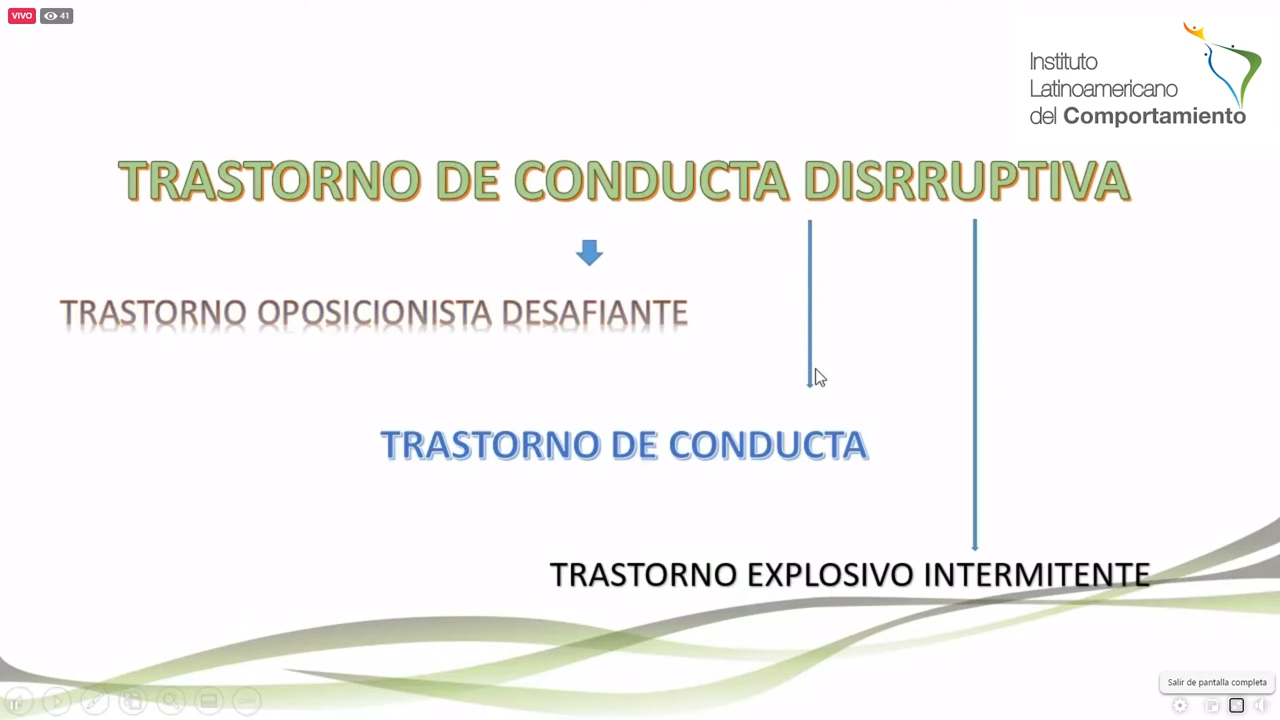 VIVO 41
Instituto
Latinoamericano
del Comportamiento
TRASTORNO DE CONDUCTA DISRRUPTIVA
TRASTORNO OPOSICIONISTA DESAFIANTE
TRASTORNO DE CONDUCTA
TRASTORNO EXPLOSIVO INTERMITENTE
Salir de pantalla completa